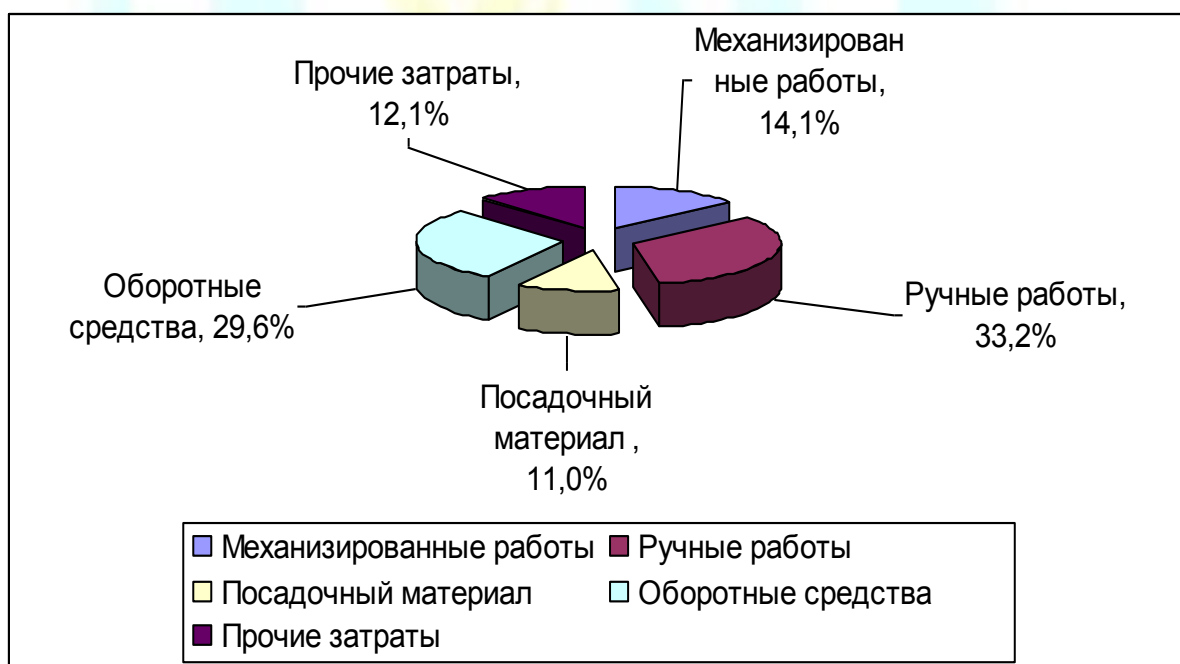 Механизирован
ные работы,
14,1%
Прочие затраты,
12,1%
Оборотные
средства, 29,6%
Ручные работы,
33,2%
Посадочный
материал ,
11,0%
Механизированные работы
Ручные работы
Посадочный материал
Оборотные средства
Прочие затраты